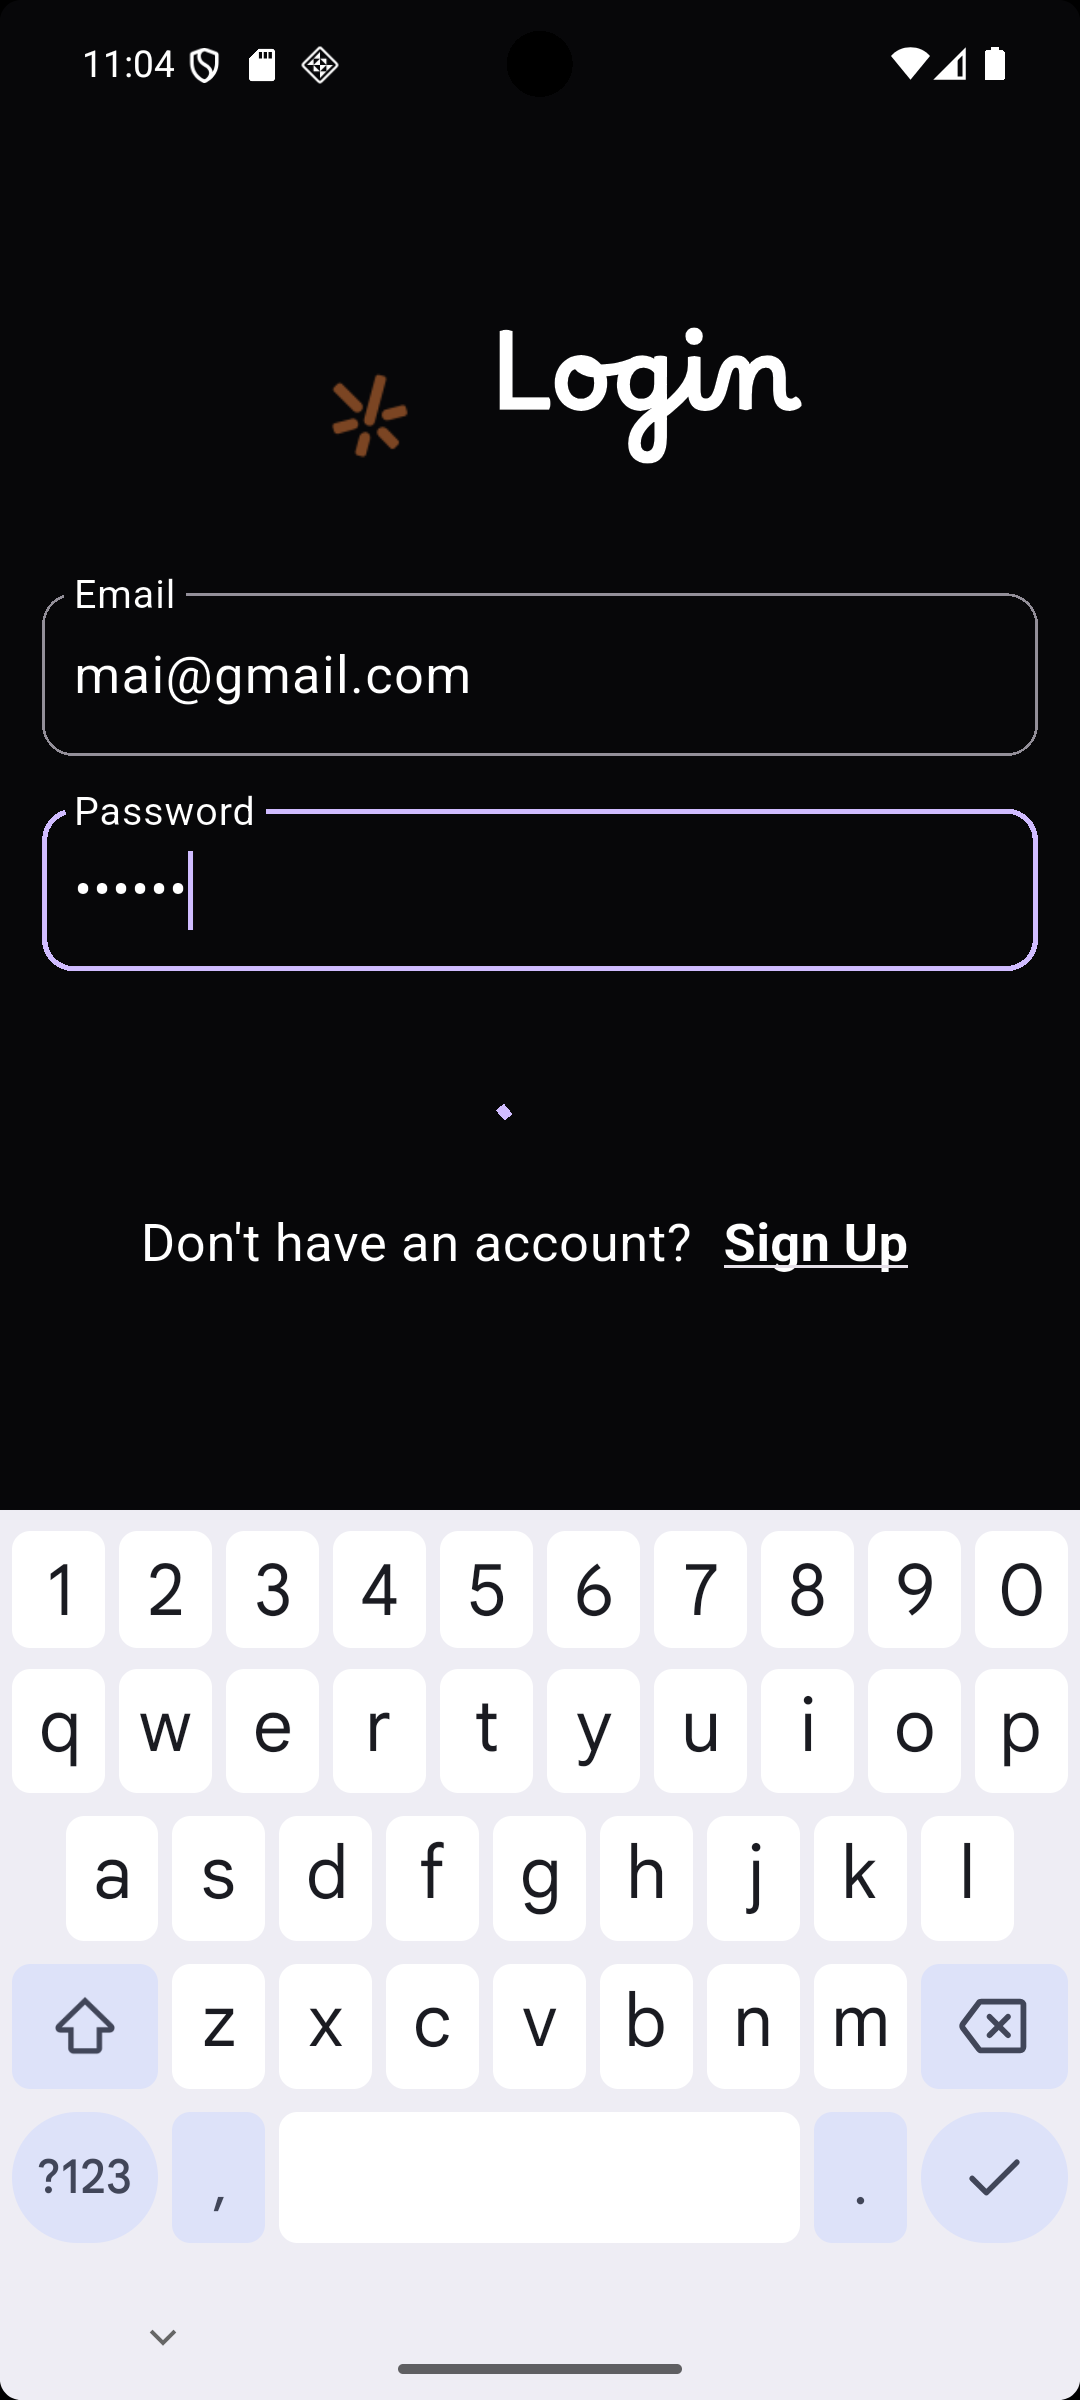 11:04
Login
Email
mai@gmail.com
Password
••••••
Don't have an account? Sign Up
1 2 3 4 5 6 7 8 9 0
q w e r t y u i o p
a s d f g h j k l
z x c v b n m
?123 , .